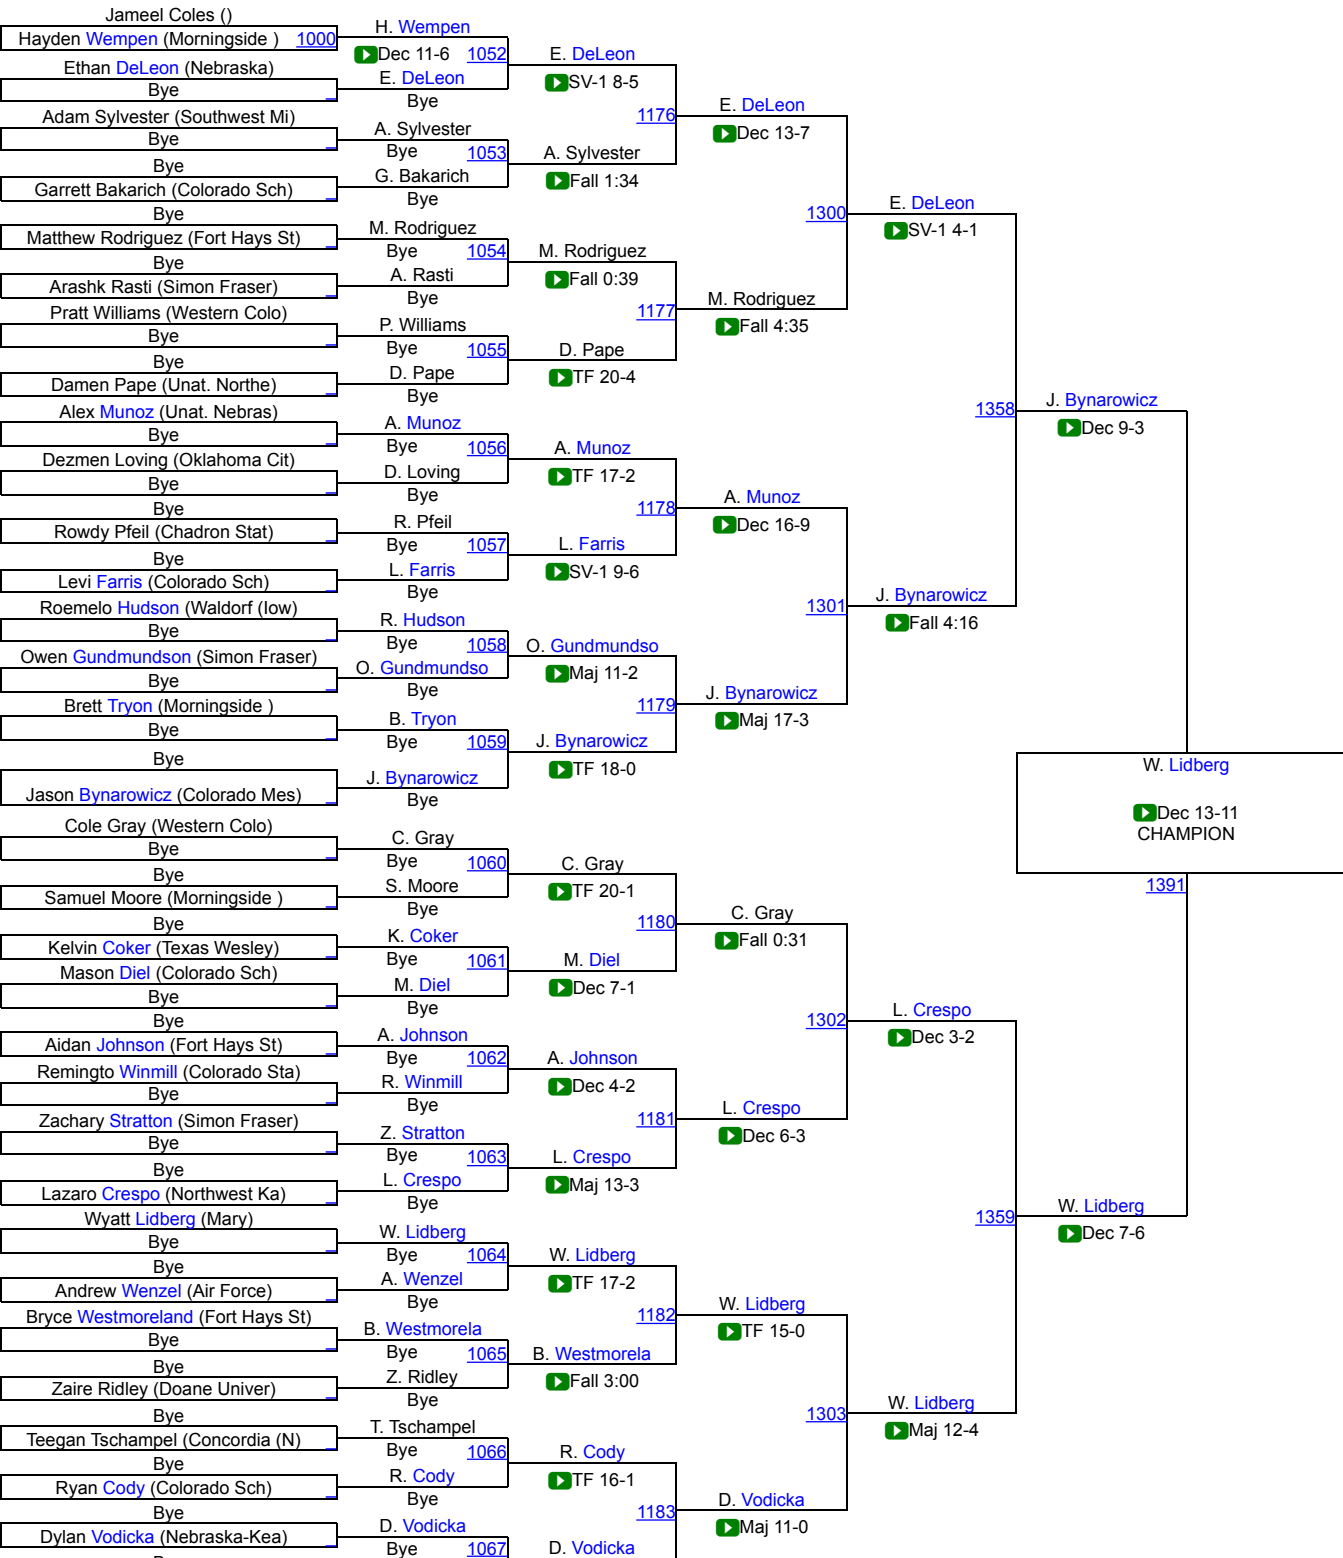 Jameel Coles ()
Hayden Wempen (Morningside ) 1000
Ethan DeLeon (Nebraska)
Bye
Adam Sylvester (Southwest Mi)
Bye
Bye
Garrett Bakarich (Colorado Sch)
Bye
Matthew Rodriguez (Fort Hays St)
Bye
Arashk Rasti (Simon Fraser)
Pratt Williams (Western Colo)
Bye
Bye
Damen Pape (Unat. Northe)
Alex Munoz (Unat. Nebras)
Bye
Dezmen Loving (Oklahoma Cit)
Bye
Bye
Rowdy Pfeil (Chadron Stat)
Bye
Levi Farris (Colorado Sch)
Roemelo Hudson (Waldorf (Iow)
Bye
Owen Gundmundson (Simon Fraser)
Bye
Brett Tryon (Morningside )
Bye
Bye
Jason Bynarowicz (Colorado Mes)
Cole Gray (Western Colo)
Bye
Bye
Samuel Moore (Morningside )
Bye
Kelvin Coker (Texas Wesley)
Mason Diel (Colorado Sch)
Bye
Bye
Aidan Johnson (Fort Hays St)
Remingto Winmill (Colorado Sta)
Bye
Zachary Stratton (Simon Fraser)
Bye
Bye
Lazaro Crespo (Northwest Ka)
Wyatt Lidberg (Mary)
Bye
Bye
Andrew Wenzel (Air Force)
Bryce Westmoreland (Fort Hays St)
Bye
Bye
Zaire Ridley (Doane Univer)
Bye
Teegan Tschampel (Concordia (N)
Bye
Ryan Cody (Colorado Sch)
Bye
Dylan Vodicka (Nebraska-Kea)
H. Wempen
Dec 11-6 1052
E. DeLeon
Bye
A. Sylvester
Bye 1053
G. Bakarich
Bye
M. Rodriguez
Bye 1054
A. Rasti
Bye
P. Williams
Bye 1055
D. Pape
Bye
A. Munoz
Bye 1056
D. Loving
Bye
R. Pfeil
Bye 1057
L. Farris
Bye
R. Hudson
Bye 1058
O. Gundmundso
Bye
B. Tryon
Bye 1059
J. Bynarowicz
Bye
C. Gray
Bye 1060
S. Moore
Bye
K. Coker
Bye 1061
M. Diel
Bye
A. Johnson
Bye 1062
R. Winmill
Bye
Z. Stratton
Bye 1063
L. Crespo
Bye
W. Lidberg
Bye 1064
A. Wenzel
Bye
B. Westmorela
Bye 1065
Z. Ridley
Bye
T. Tschampel
Bye 1066
R. Cody
Bye
D. Vodicka
Bye 1067
E. DeLeon
SV-1 8-5
1176
A. Sylvester
Fall 1:34
M. Rodriguez
Fall 0:39
1177
D. Pape
TF 20-4
A. Munoz
TF 17-2
1178
L. Farris
SV-1 9-6
O. Gundmundso
Maj 11-2
1179
J. Bynarowicz
TF 18-0
C. Gray
TF 20-1
1180
M. Diel
Dec 7-1
A. Johnson
Dec 4-2
1181
L. Crespo
Maj 13-3
W. Lidberg
TF 17-2
1182
B. Westmorela
Fall 3:00
R. Cody
TF 16-1
1183
D. Vodicka
E. DeLeon
Dec 13-7
1300
M. Rodriguez
Fall 4:35
A. Munoz
Dec 16-9
1301
J. Bynarowicz
Maj 17-3
C. Gray
Fall 0:31
1302
L. Crespo
Dec 6-3
W. Lidberg
TF 15-0
1303
D. Vodicka
Maj 11-0
E. DeLeon
SV-1 4-1
1358
J. Bynarowicz
Fall 4:16
L. Crespo
Dec 3-2
1359
W. Lidberg
Maj 12-4
J. Bynarowicz
Dec 9-3
W. Lidberg
Dec 13-11
CHAMPION
1391
W. Lidberg
Dec 7-6